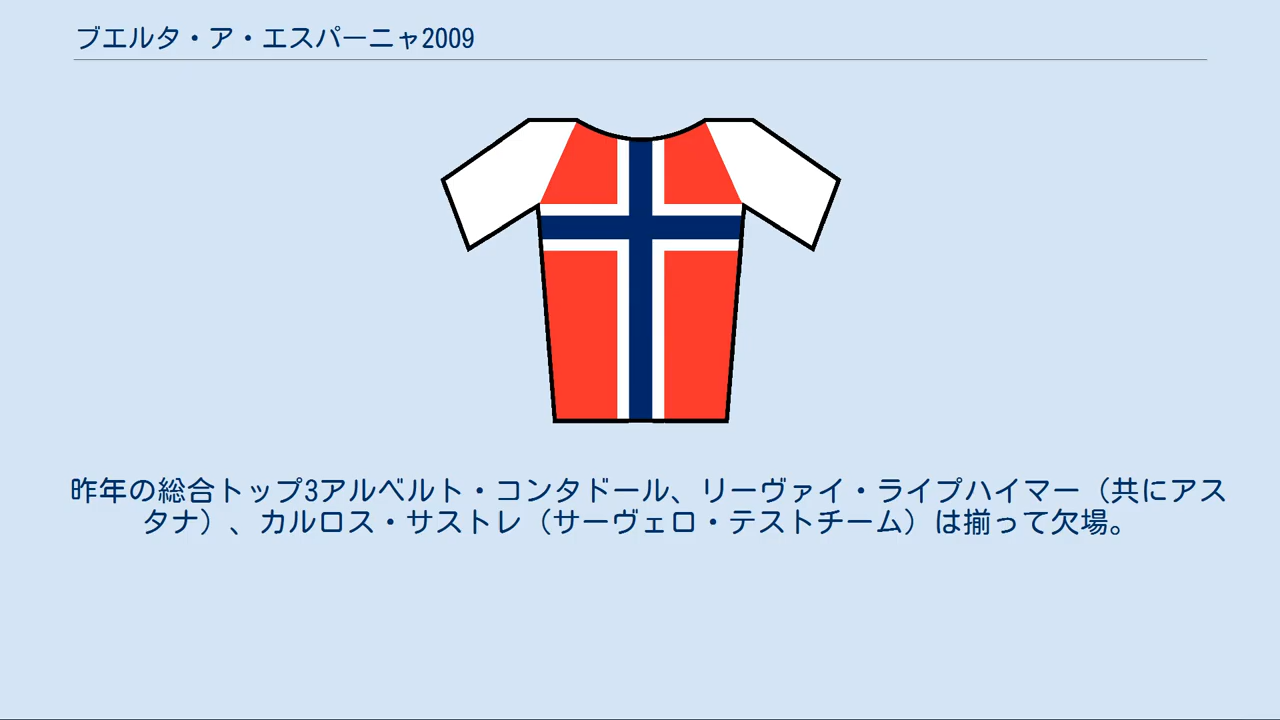 ブエルタ・ア・エスパーニャ2009
昨年の総合トップ3アルベルト・コンタドール、リーヴァイ・ライプハイマー（共にアス
タナ）、カルロス・サストレ（サーヴェロ・テストチーム）は揃って欠場。